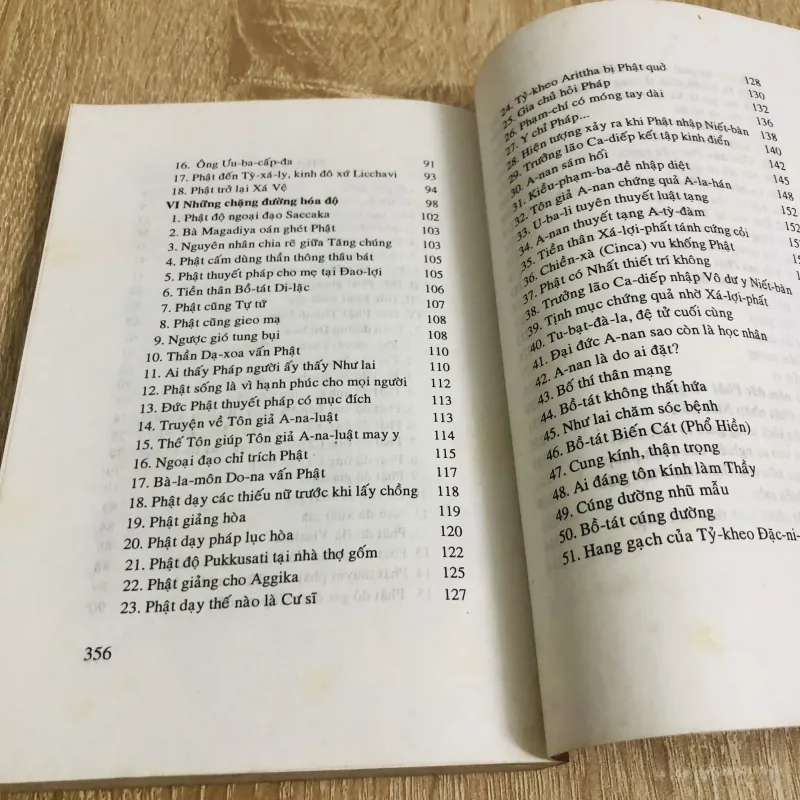 16. Ông Ưu-ba-cấp-đa 91
17. Phật đến Tỳ-xá-ly, kinh đô xứ Licchavi 93
18. Phật trở lại Xá Vệ 94
VI Những chặng đường hóa độ 98
1. Phật độ ngoại đạo Saccaka 102
2. Bà Magadiya oán ghét Phật 103
3. Nguyên nhân chia rẽ giữa Tăng chúng 103
4. Phật cấm dùng thần thông thâu bát 105
5. Phật thuyết pháp cho mẹ tại Đao-lợi 105
6. Tiền thân Bồ-tát Di-lặc 106
7. Phật cũng Tự tứ 107
8. Phật cũng gieo mạ 108
9. Ngược gió tung bụi 108
10. Thần Dạ-xoa vấn Phật 110
11. Ai thấy Pháp người ấy thấy Như lai 110
12. Phật sống là vì hạnh phúc cho mọi người 112
13. Đức Phật thuyết pháp có mục đích 113
14. Truyện về Tôn giả A-na-luật 113
15. Thế Tôn giúp Tôn giả A-na-luật may y 114
16. Ngoại đạo chỉ trích Phật 115
17. Bà-la-môn Do-na vấn Phật 117
18. Phật dạy các thiếu nữ trước khi lấy chồng 118
19. Phật giảng hòa 119
20. Phật dạy pháp lục hòa 120
21. Phật độ Pukkusati tại nhà thợ gốm 122
22. Phật giảng cho Aggika 125
23. Phật dạy thế nào là Cư sĩ 127
356
24. Tỳ-kheo Arittha bị Phật quở 128
25. Gia chủ hỏi Pháp 130
26. Phạm-chí có móng tay dài 132
27. Y chỉ Pháp... 136
28. Hiện tượng xảy ra khi Phật nhập Niết-bàn 138
29. Trưởng lão Ca-diếp kết tập kinh điển 140
30. A-nan sám hối 142
31. Kiều-phạm-ba-đề nhập diệt 145
32. Tôn giả A-nan chứng quả A-la-hán 148
33. U-ba-li tuyên thuyết luật tạng 152
34. A-nan thuyết tạng A-tỳ-đàm 152
35. Tiền thân Xá-lợi-phất tánh cứng cỏi
36. Chiến-xà (Cinca) vu khống Phật
37. Phật có Nhất thiết trí không
38. Trưởng lão Ca-diếp nhập Vô dư y Niết-bàn
39. Tịnh mục chứng quả nhờ Xá-lợi-phất
40. Tu-bạt-đà-la, đệ tử cuối cùng
41. Đại đức A-nan sao còn là học nhân
42. A-nan là do ai đặt?
43. Bố thí thân mạng
44. Bồ-tát không thất hứa
45. Như lai chăm sóc bệnh
46. Bồ-tát Biến Cát (Phổ Hiền)
47. Cung kính, thận trọng
48. Ai đáng tôn kính làm Thầy
49. Cúng dường nhũ mẫu
50. Bồ-tát cúng dường
51. Hang gạch của Tỷ-kheo Đặc-ni-